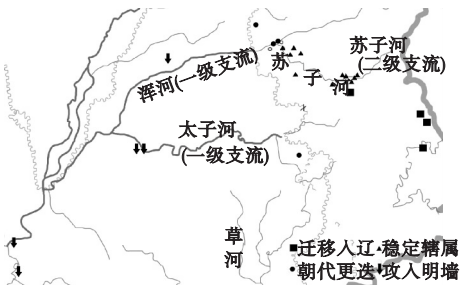 苏子河
(二级支流)
苏
子
河
浑河(一级支流)
太子河
(一级支流)
草
河
迁移入辽
稳定辖属
朝代更迭
攻入明墙